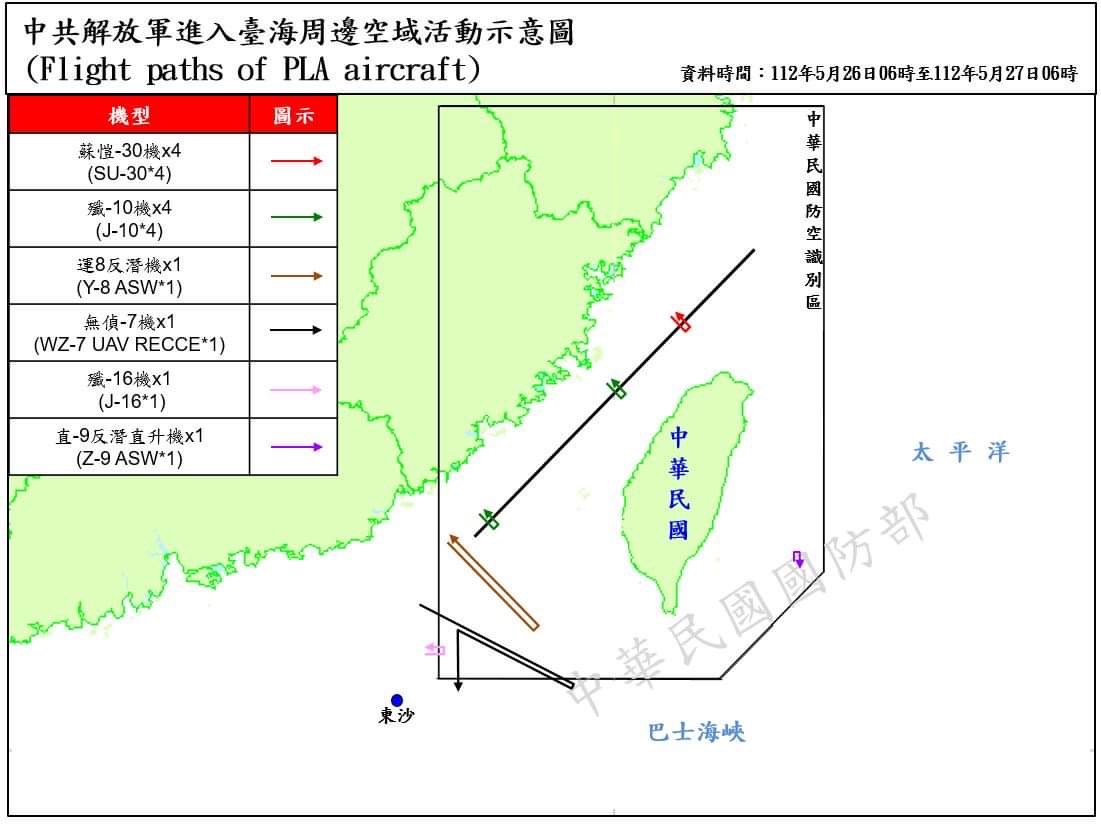 中共解放軍進入臺海周邊空域活動示意圖
(Flight paths of PLA aircraft)
資料時間：112年5月26日06時至112年5月27日06時
機型
圖示
蘇愷-30機x4
(SU-30*4)
殲-10機x4
(J-10*4)
運8反潛機x1
(Y-8 ASW*1)
無偵-7機x1
(WZ-7 UAV RECCE*1)
殲-16機x1
(J-16*1)
直-9反潛直升機x1
(Z-9 ASW*1)
中華民國防空識別區
中華民國
太平洋
中華民國國防部
東沙
巴士海峽